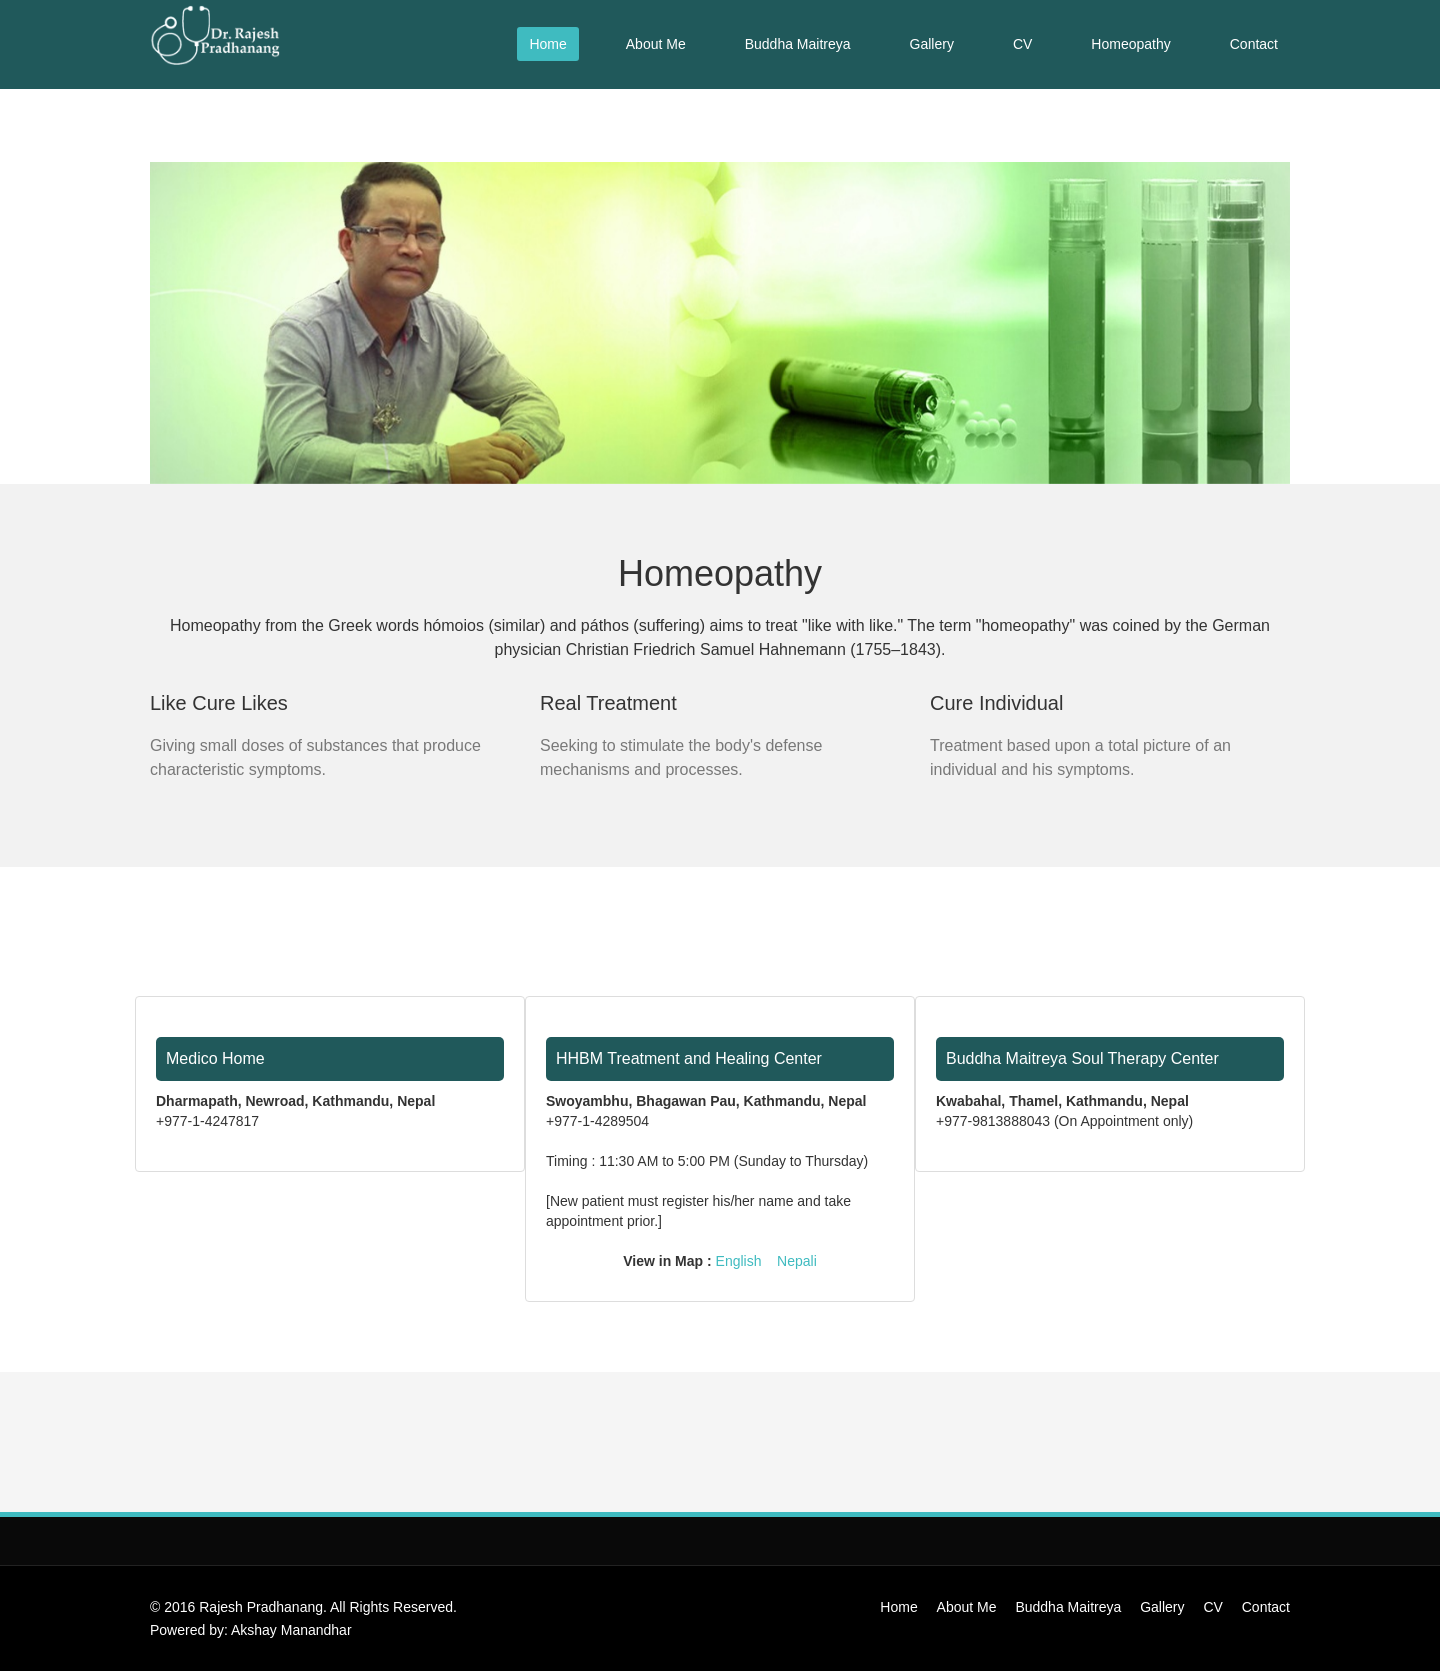 Dr. Rajesh
Pradhanang
Home
About Me
Buddha Maitreya
Gallery
CV
Homeopathy
Contact
Homeopathy
Homeopathy from the Greek words hómoios (similar) and páthos (suffering) aims to treat "like with like." The term "homeopathy" was coined by the German
physician Christian Friedrich Samuel Hahnemann (1755–1843).
Like Cure Likes
Giving small doses of substances that produce
characteristic symptoms.
Real Treatment
Seeking to stimulate the body's defense
mechanisms and processes.
Cure Individual
Treatment based upon a total picture of an
individual and his symptoms.
Medico Home
Dharmapath, Newroad, Kathmandu, Nepal
+977-1-4247817
HHBM Treatment and Healing Center
Swoyambhu, Bhagawan Pau, Kathmandu, Nepal
+977-1-4289504
Timing : 11:30 AM to 5:00 PM (Sunday to Thursday)
[New patient must register his/her name and take
appointment prior.]
View in Map : English Nepali
Buddha Maitreya Soul Therapy Center
Kwabahal, Thamel, Kathmandu, Nepal
+977-9813888043 (On Appointment only)
© 2016 Rajesh Pradhanang. All Rights Reserved.
Powered by: Akshay Manandhar
Home
About Me
Buddha Maitreya
Gallery
CV
Contact